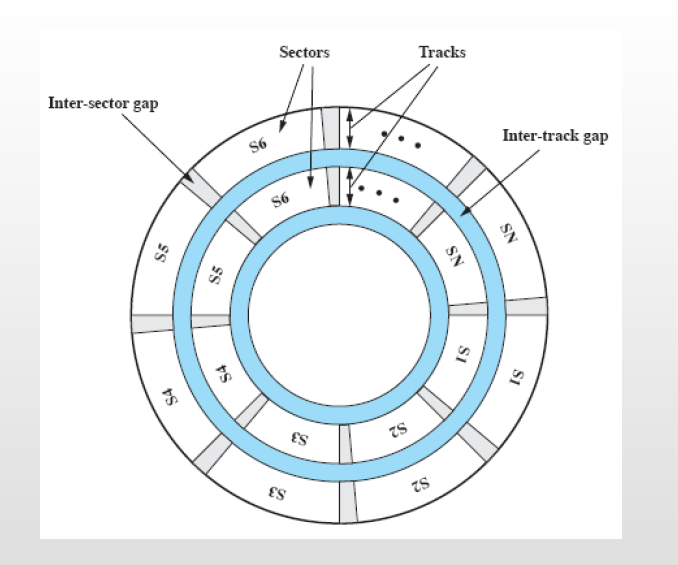 Sectors
Tracks
Inter-sector gap
Inter-track gap
S6
• • •
S6
• • •
SN
SN
S5
S5
S4
S4
S1
S1
S3
S2
S3
S2